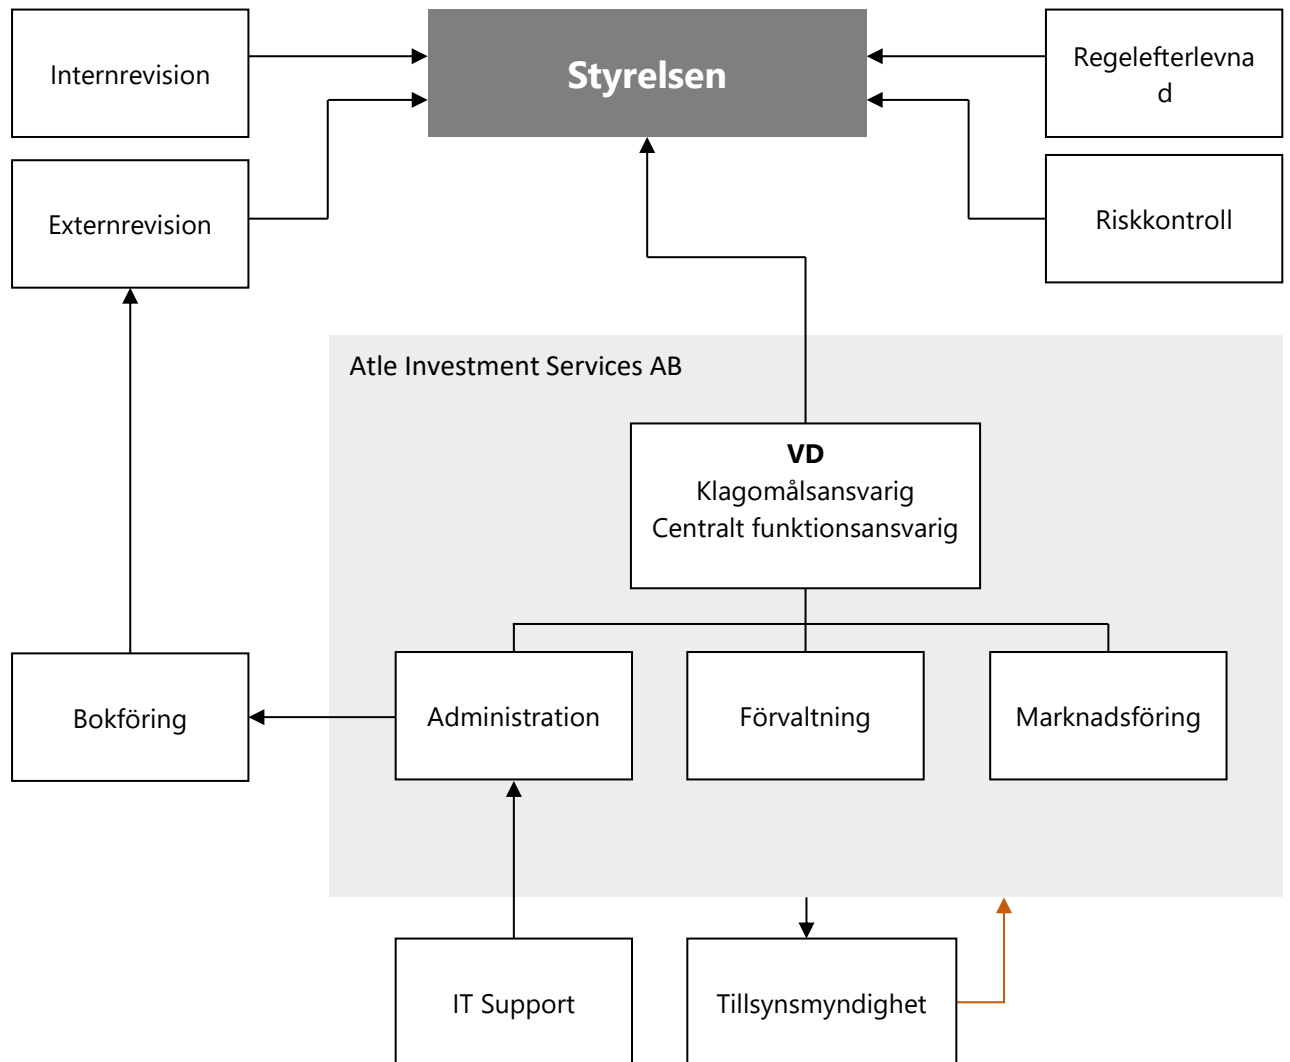 Internrevision
Styrelsen
Regelefterlevna
d
Externrevision
Riskkontroll
Atle Investment Services AB
VD
Klagomålsansvarig
Centralt funktionsansvarig
Bokföring
Administration
Förvaltning
Marknadsföring
IT Support
Tillsynsmyndighet